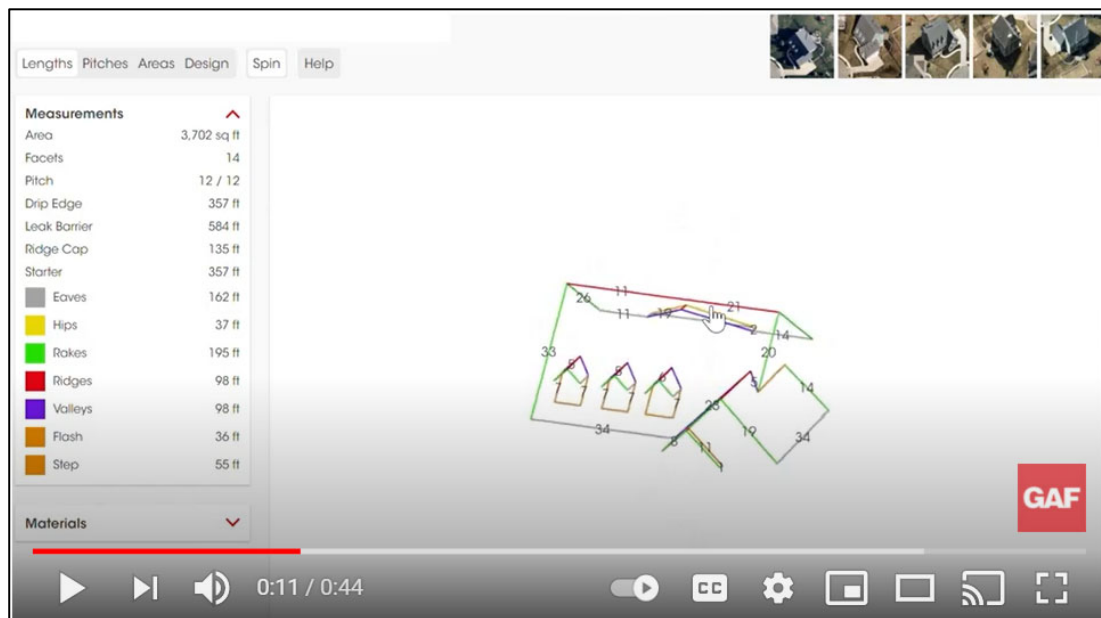 Lengths Pitches Areas Design Spin Help
Measurements
Area 3,702 sq ft
Facets 14
Pitch 12 / 12
Drip Edge 357 ft
Leak Barrier 584 ft
Ridge Cap 135 ft
Starter 357 ft
Eaves 162 ft
Hips 37 ft
Rakes 195 ft
Ridges 98 ft
Valleys 98 ft
Flash 36 ft
Step 55 ft
Materials
11
26
21
11
19
2
14
33
20
5
14
34
23
19
34
8
11
GAF
0:11 / 0:44
CC